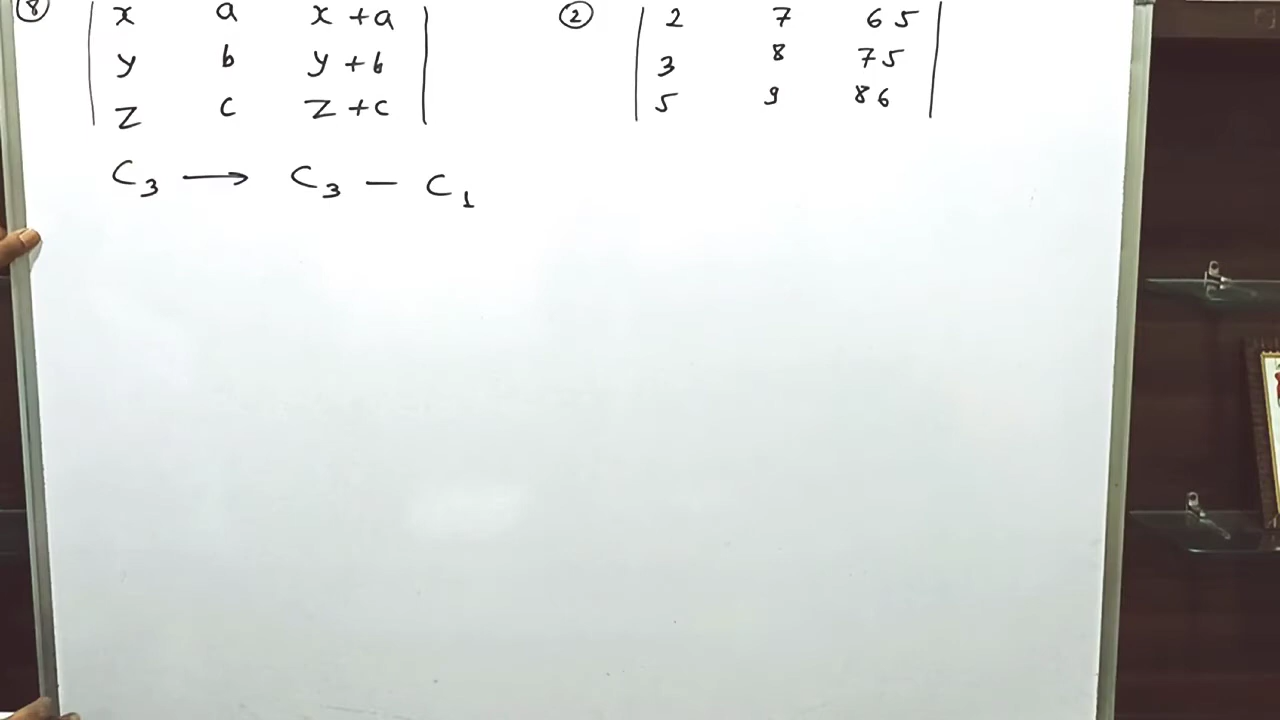 ⑧ | x a x + a |
| y b y + b |
| z c z + c |
C₃ ⟶ C₃ − C₁
② | 2 7 65 |
| 3 8 75 |
| 5 9 86 |